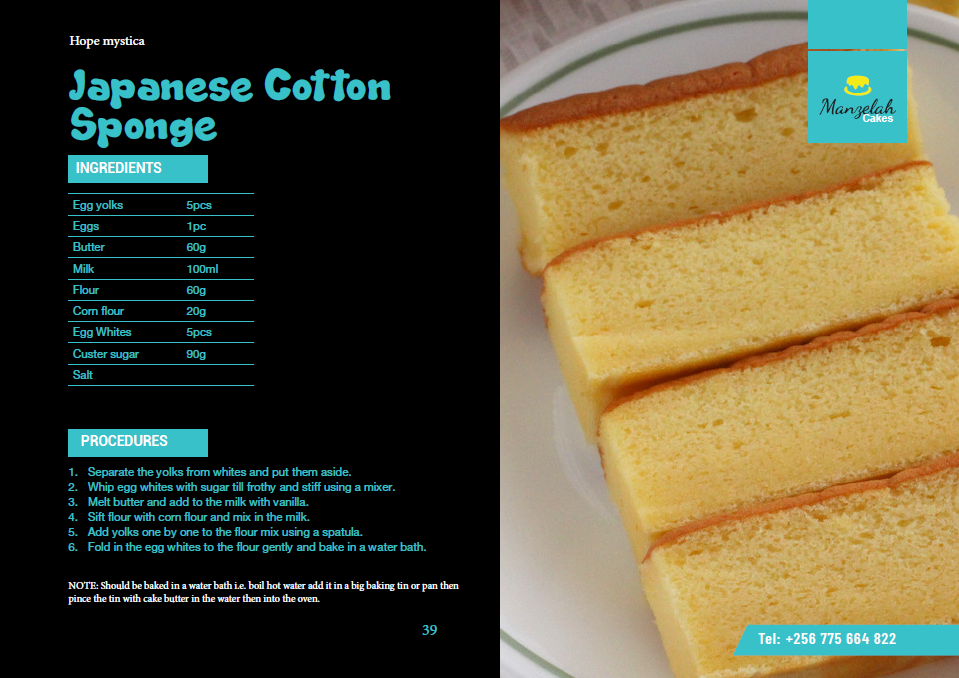 Hope mystica
Japanese Cotton
Sponge
INGREDIENTS
Egg yolks 5pcs
Eggs 1pc
Butter 60g
Milk 100ml
Flour 60g
Corn flour 20g
Egg Whites 5pcs
Custer sugar 90g
Salt
PROCEDURES
1. Separate the yolks from whites and put them aside.
2. Whip egg whites with sugar till frothy and stiff using a mixer.
3. Melt butter and add to the milk with vanilla.
4. Sift flour with corn flour and mix in the milk.
5. Add yolks one by one to the flour mix using a spatula.
6. Fold in the egg whites to the flour gently and bake in a water bath.
NOTE: Should be baked in a water bath i.e. boil hot water add it in a big baking tin or pan then
pince the tin with cake butter in the water then into the oven.
39
Manzelah
Cakes
Tel: +256 775 664 822